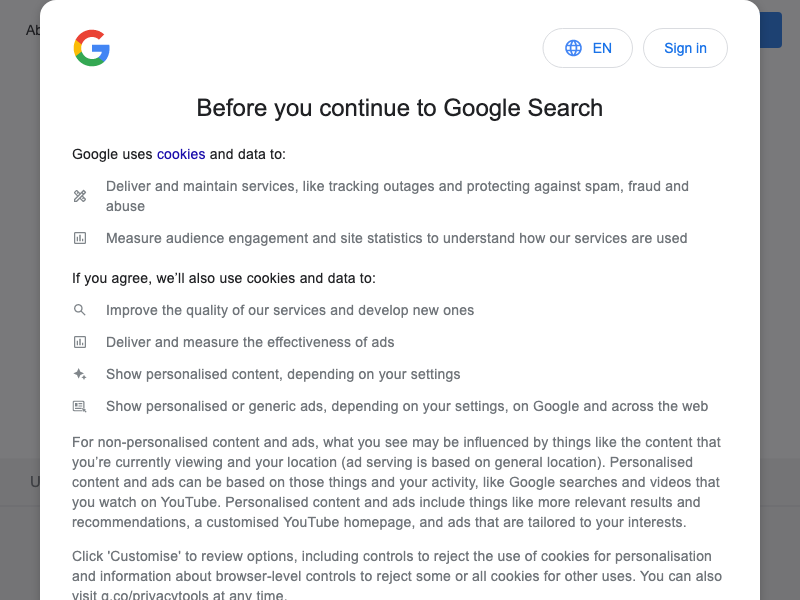 Ab
EN
Sign in
Before you continue to Google Search
Google uses cookies and data to:
Deliver and maintain services, like tracking outages and protecting against spam, fraud and
abuse
Measure audience engagement and site statistics to understand how our services are used
If you agree, we’ll also use cookies and data to:
Improve the quality of our services and develop new ones
Deliver and measure the effectiveness of ads
Show personalised content, depending on your settings
Show personalised or generic ads, depending on your settings, on Google and across the web
For non-personalised content and ads, what you see may be influenced by things like the content that
you’re currently viewing and your location (ad serving is based on general location). Personalised
content and ads can be based on those things and your activity, like Google searches and videos that
you watch on YouTube. Personalised content and ads include things like more relevant results and
recommendations, a customised YouTube homepage, and ads that are tailored to your interests.
Click 'Customise' to review options, including controls to reject the use of cookies for personalisation
and information about browser-level controls to reject some or all cookies for other uses. You can also
visit g.co/privacytools at any time.